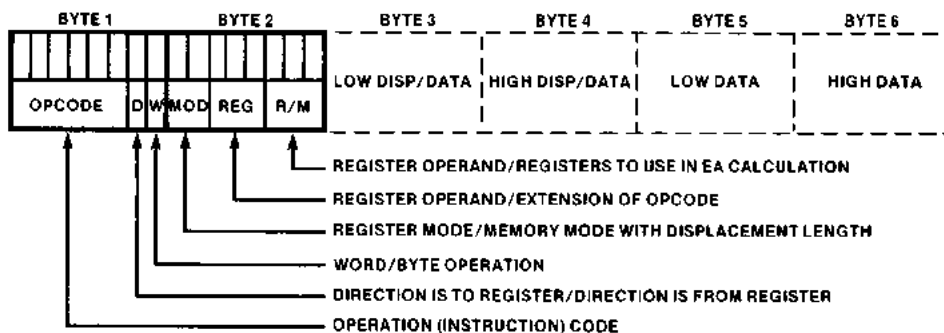 BYTE 1 BYTE 2 BYTE 3 BYTE 4 BYTE 5 BYTE 6
LOW DISP/DATA HIGH DISP/DATA LOW DATA HIGH DATA
OPCODE D W MOD REG R/M
REGISTER OPERAND/REGISTERS TO USE IN EA CALCULATION
REGISTER OPERAND/EXTENSION OF OPCODE
REGISTER MODE/MEMORY MODE WITH DISPLACEMENT LENGTH
WORD/BYTE OPERATION
DIRECTION IS TO REGISTER/DIRECTION IS FROM REGISTER
OPERATION (INSTRUCTION) CODE